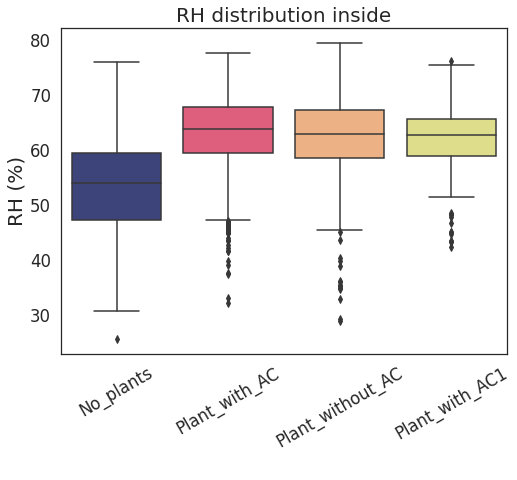 RH distribution inside
80
70
60
50
40
30
RH (%)
No_plants
Plant_with_AC
Plant_without_AC
Plant_with_AC1